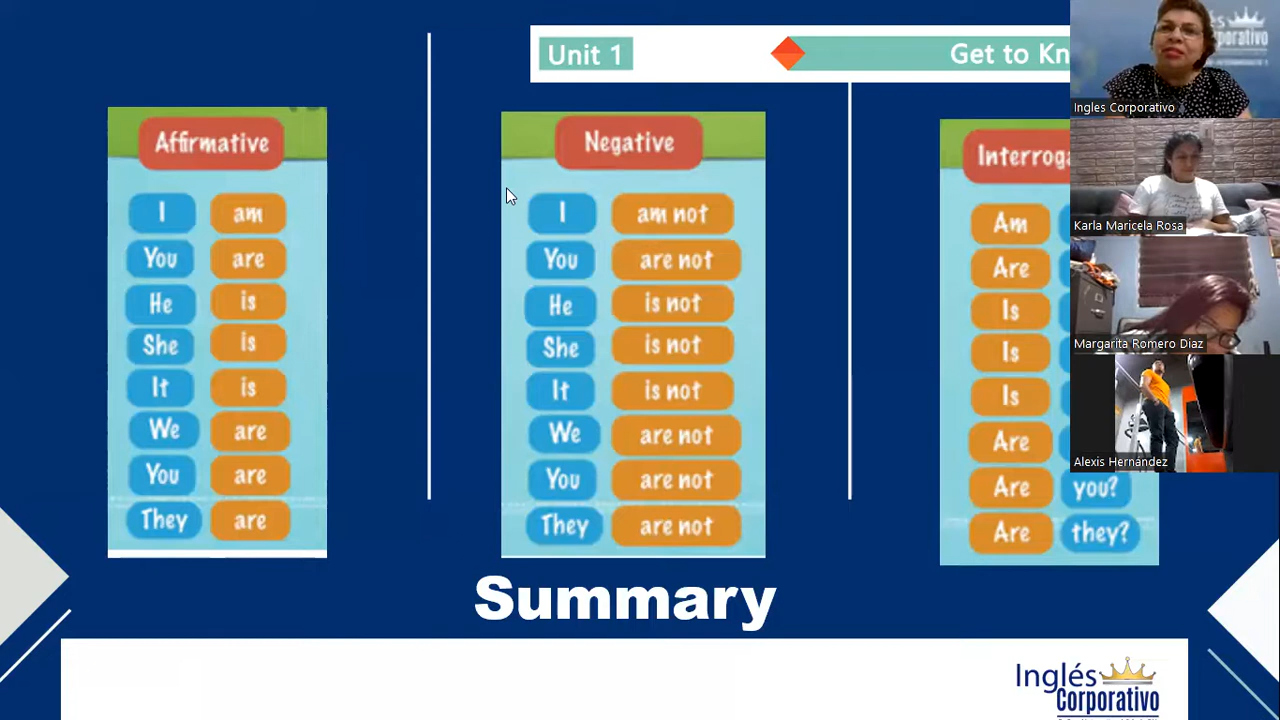 Unit 1
Get to Kn
Affirmative
I am
You are
He is
She is
It is
We are
You are
They are
Negative
I am not
You are not
He is not
She is not
It is not
We are not
You are not
They are not
Interroga
Am
Are
Is
Is
Is
Are
Are you?
Are they?
Summary
Inglés
Corporativo
Ingles Corporativo
Karla Maricela Rosa
Margarita Romero Diaz
Alexis Hernández